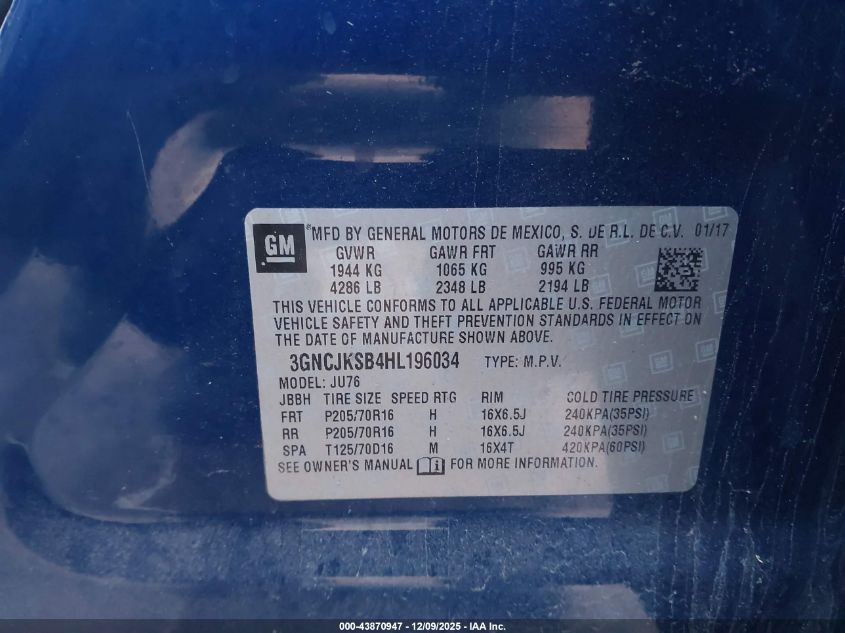 GM
®MFD BY GENERAL MOTORS DE MEXICO, S. DE R.L. DE C.V. 01/17
GVWR GAWR FRT GAWR RR
1944 KG 1065 KG 995 KG
4286 LB 2348 LB 2194 LB
THIS VEHICLE CONFORMS TO ALL APPLICABLE U.S. FEDERAL MOTOR
VEHICLE SAFETY AND THEFT PREVENTION STANDARDS IN EFFECT ON
THE DATE OF MANUFACTURE SHOWN ABOVE.
3GNCJKSB4HL196034 TYPE: M.P.V.
MODEL: JU76
JBBH TIRE SIZE SPEED RTG RIM COLD TIRE PRESSURE
FRT P205/70R16 H 16X6.5J 240KPA(35PSI)
RR P205/70R16 H 16X6.5J 240KPA(35PSI)
SPA T125/70D16 M 16X4T 420KPA(60PSI)
SEE OWNER'S MANUAL FOR MORE INFORMATION.
000-43870947 - 12/09/2025 - IAA Inc.